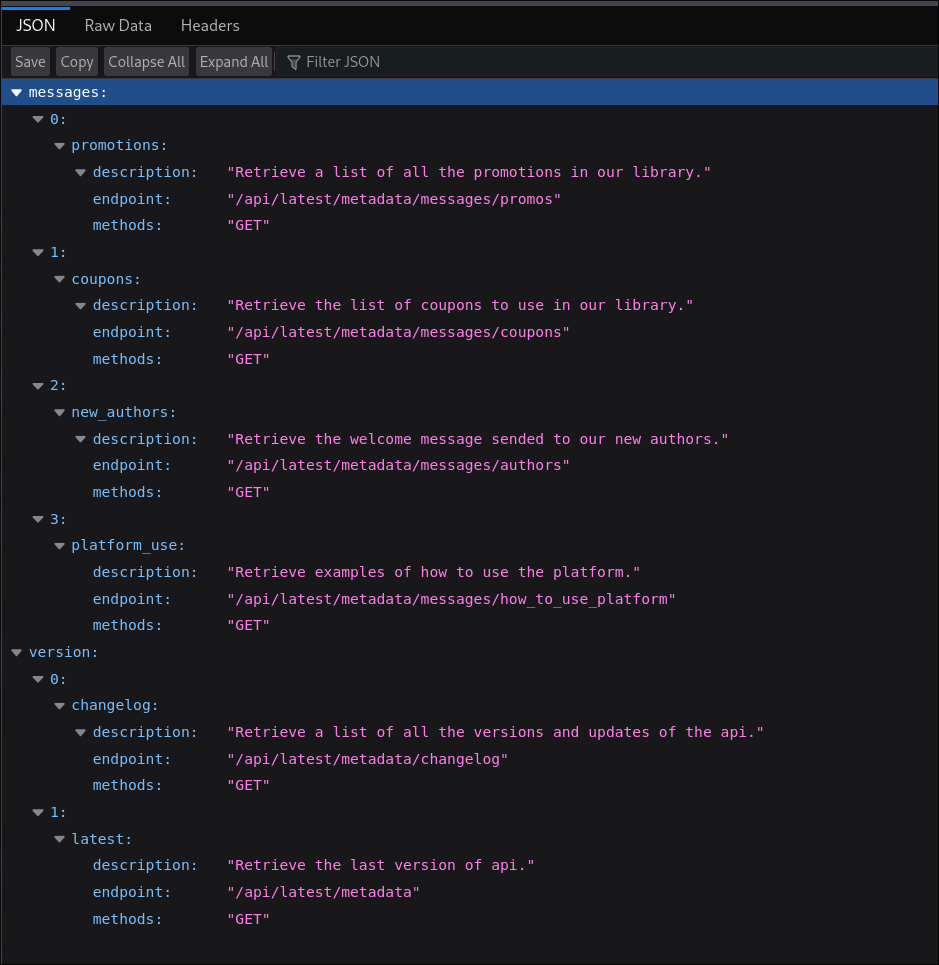 JSON Raw Data Headers
Save Copy Collapse All Expand All Filter JSON
messages:
0:
promotions:
description: "Retrieve a list of all the promotions in our library."
endpoint: "/api/latest/metadata/messages/promos"
methods: "GET"
1:
coupons:
description: "Retrieve the list of coupons to use in our library."
endpoint: "/api/latest/metadata/messages/coupons"
methods: "GET"
2:
new_authors:
description: "Retrieve the welcome message sended to our new authors."
endpoint: "/api/latest/metadata/messages/authors"
methods: "GET"
3:
platform_use:
description: "Retrieve examples of how to use the platform."
endpoint: "/api/latest/metadata/messages/how_to_use_platform"
methods: "GET"
version:
0:
changelog:
description: "Retrieve a list of all the versions and updates of the api."
endpoint: "/api/latest/metadata/changelog"
methods: "GET"
1:
latest:
description: "Retrieve the last version of api."
endpoint: "/api/latest/metadata"
methods: "GET"